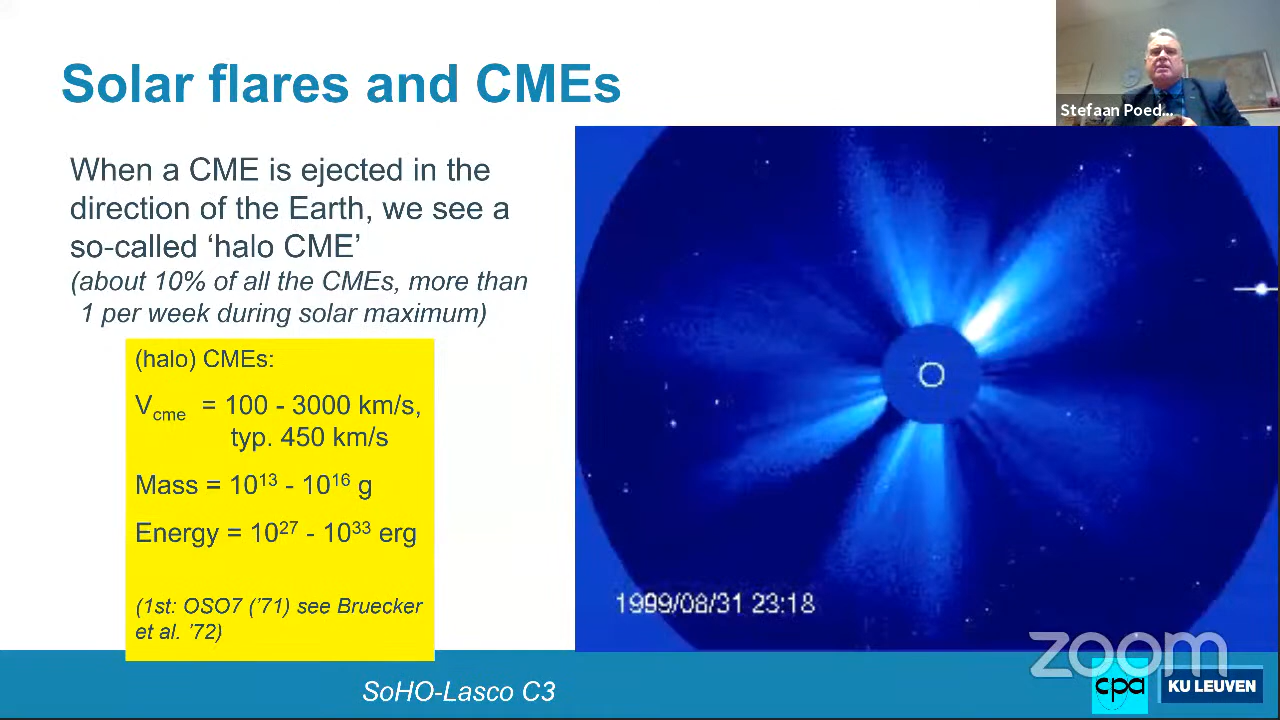 Solar flares and CMEs
Stefaan Poed...
When a CME is ejected in the
direction of the Earth, we see a
so-called ‘halo CME’
(about 10% of all the CMEs, more than
1 per week during solar maximum)
(halo) CMEs:
Vcme = 100 - 3000 km/s,
typ. 450 km/s
Mass = 10¹³ - 10¹⁶ g
Energy = 10²⁷ - 10³³ erg
(1st: OSO7 (’71) see Bruecker
et al. ’72)
1999/08/31 23:18
SoHO-Lasco C3
zoom
cpa
KU LEUVEN